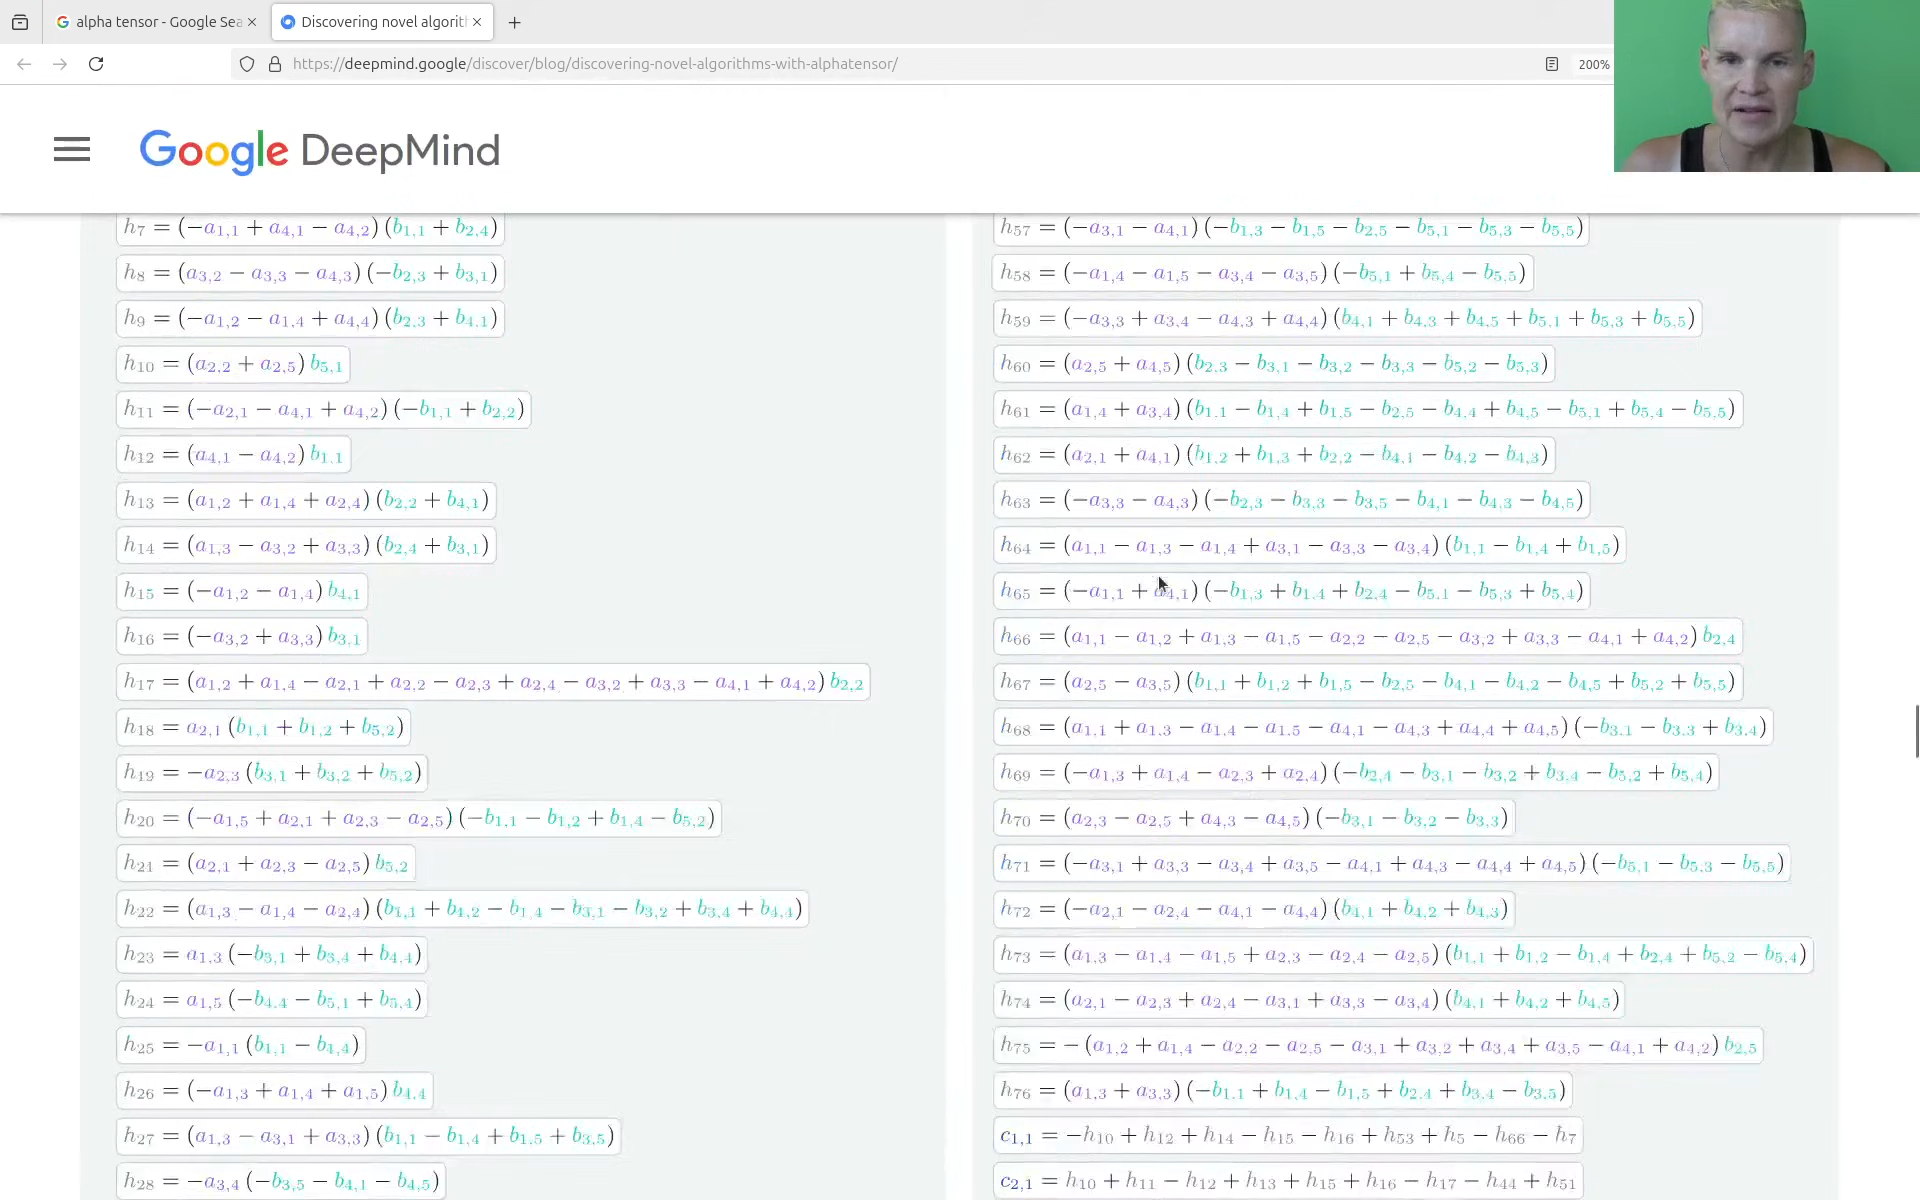 alpha tensor - Google Sea
Discovering novel algorit
https://deepmind.google/discover/blog/discovering-novel-algorithms-with-alphatensor/
200%
Google DeepMind
h7 = (−a1,1 + a4,1 − a4,2) (b1,1 + b2,4)
h8 = (a3,2 − a3,3 − a4,3) (−b2,3 + b3,1)
h9 = (−a1,2 − a1,4 + a4,4) (b2,3 + b4,1)
h10 = (a2,2 + a2,5) b5,1
h11 = (−a2,1 − a4,1 + a4,2) (−b1,1 + b2,2)
h12 = (a4,1 − a4,2) b1,1
h13 = (a1,2 + a1,4 + a2,4) (b2,2 + b4,1)
h14 = (a1,3 − a3,2 + a3,3) (b2,4 + b3,1)
h15 = (−a1,2 − a1,4) b4,1
h16 = (−a3,2 + a3,3) b3,1
h17 = (a1,2 + a1,4 − a2,1 + a2,2 − a2,3 + a2,4 − a3,2 + a3,3 − a4,1 + a4,2) b2,2
h18 = a2,1 (b1,1 + b1,2 + b5,2)
h19 = −a2,3 (b3,1 + b3,2 + b5,2)
h20 = (−a1,5 + a2,1 + a2,3 − a2,5) (−b1,1 − b1,2 + b1,4 − b5,2)
h21 = (a2,1 + a2,3 − a2,5) b5,2
h22 = (a1,3 − a1,4 − a2,4) (b1,1 + b1,2 − b1,4 − b3,1 − b3,2 + b3,4 + b4,4)
h23 = a1,3 (−b3,1 + b3,4 + b4,4)
h24 = a1,5 (−b4,4 − b5,1 + b5,4)
h25 = −a1,1 (b1,1 − b1,4)
h26 = (−a1,3 + a1,4 + a1,5) b4,4
h27 = (a1,3 − a3,1 + a3,3) (b1,1 − b1,4 + b1,5 + b3,5)
h28 = −a3,4 (−b3,5 − b4,1 − b4,5)
h57 = (−a3,1 − a4,1) (−b1,3 − b1,5 − b2,5 − b5,1 − b5,3 − b5,5)
h58 = (−a1,4 − a1,5 − a3,4 − a3,5) (−b5,1 + b5,4 − b5,5)
h59 = (−a3,3 + a3,4 − a4,3 + a4,4) (b4,1 + b4,3 + b4,5 + b5,1 + b5,3 + b5,5)
h60 = (a2,5 + a4,5) (b2,3 − b3,1 − b3,2 − b3,3 − b5,2 − b5,3)
h61 = (a1,4 + a3,4) (b1,1 − b1,4 + b1,5 − b2,5 − b4,4 + b4,5 − b5,1 + b5,4 − b5,5)
h62 = (a2,1 + a4,1) (b1,2 + b1,3 + b2,2 − b4,1 − b4,2 − b4,3)
h63 = (−a3,3 − a4,3) (−b2,3 − b3,3 − b3,5 − b4,1 − b4,3 − b4,5)
h64 = (a1,1 − a1,3 − a1,4 + a3,1 − a3,3 − a3,4) (b1,1 − b1,4 + b1,5)
h65 = (−a1,1 + a4,1) (−b1,3 + b1,4 + b2,4 − b5,1 − b5,3 + b5,4)
h66 = (a1,1 − a1,2 + a1,3 − a1,5 − a2,2 − a2,5 − a3,2 + a3,3 − a4,1 + a4,2) b2,4
h67 = (a2,5 − a3,5) (b1,1 + b1,2 + b1,5 − b2,5 − b4,1 − b4,2 − b4,5 + b5,2 + b5,5)
h68 = (a1,1 + a1,3 − a1,4 − a1,5 − a4,1 − a4,3 + a4,4 + a4,5) (−b3,1 − b3,3 + b3,4)
h69 = (−a1,3 + a1,4 − a2,3 + a2,4) (−b2,4 − b3,1 − b3,2 + b3,4 − b5,2 + b5,4)
h70 = (a2,3 − a2,5 + a4,3 − a4,5) (−b3,1 − b3,2 − b3,3)
h71 = (−a3,1 + a3,3 − a3,4 + a3,5 − a4,1 + a4,3 − a4,4 + a4,5) (−b5,1 − b5,3 − b5,5)
h72 = (−a2,1 − a2,4 − a4,1 − a4,4) (b4,1 + b4,2 + b4,3)
h73 = (a1,3 − a1,4 − a1,5 + a2,3 − a2,4 − a2,5) (b1,1 + b1,2 − b1,4 + b2,4 + b5,2 − b5,4)
h74 = (a2,1 − a2,3 + a2,4 − a3,1 + a3,3 − a3,4) (b4,1 + b4,2 + b4,5)
h75 = − (a1,2 + a1,4 − a2,2 − a2,5 − a3,1 + a3,2 + a3,4 + a3,5 − a4,1 + a4,2) b2,5
h76 = (a1,3 + a3,3) (−b1,1 + b1,4 − b1,5 + b2,4 + b3,4 − b3,5)
c1,1 = −h10 + h12 + h14 − h15 − h16 + h53 + h5 − h66 − h7
c2,1 = h10 + h11 − h12 + h13 + h15 + h16 − h17 − h44 + h51